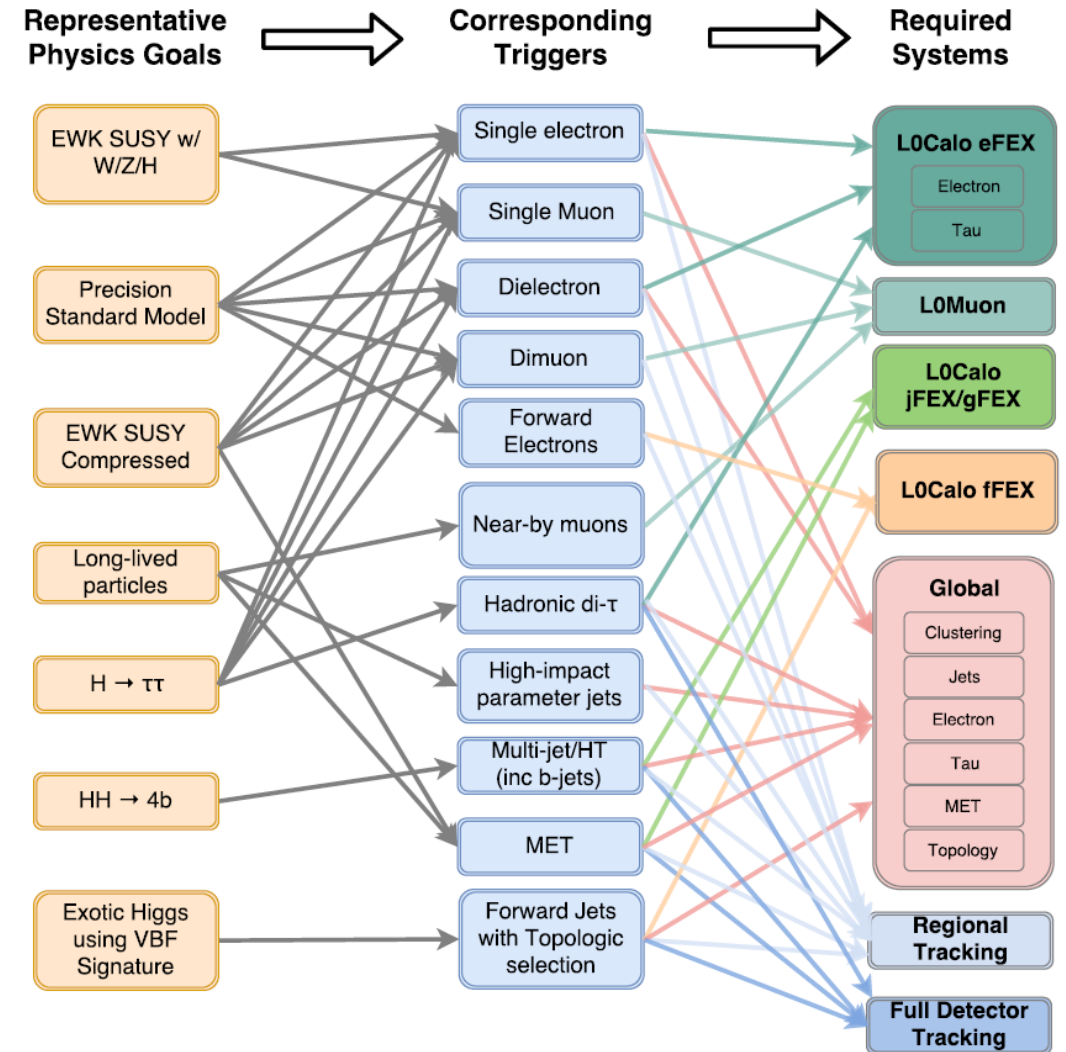 Representative
Physics Goals
Corresponding
Triggers
Required
Systems
EWK SUSY w/
W/Z/H
Precision
Standard Model
EWK SUSY
Compressed
Long-lived
particles
H → ττ
HH → 4b
Exotic Higgs
using VBF
Signature
Single electron
Single Muon
Dielectron
Dimuon
Forward
Electrons
Near-by muons
Hadronic di-τ
High-impact
parameter jets
Multi-jet/HT
(inc b-jets)
MET
Forward Jets
with Topologic
selection
L0Calo eFEX
Electron
Tau
L0Muon
L0Calo
jFEX/gFEX
L0Calo fFEX
Global
Clustering
Jets
Electron
Tau
MET
Topology
Regional
Tracking
Full Detector
Tracking